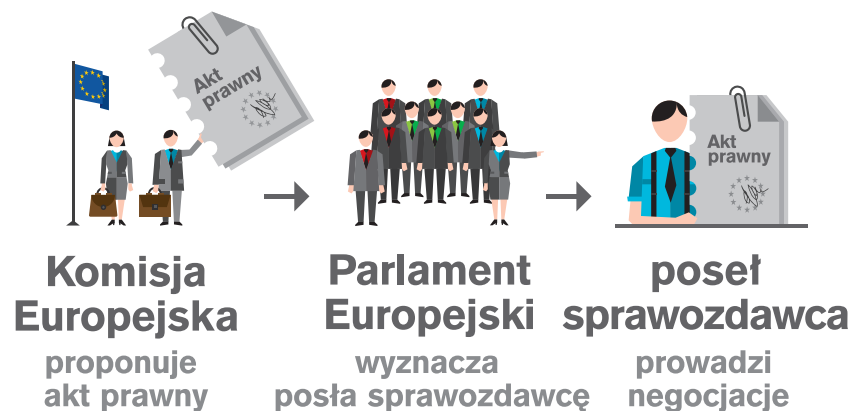 Akt
prawny
Akt
prawny
Komisja
Europejska
proponuje
akt prawny
Parlament
Europejski
wyznacza
posła sprawozdawcę
poseł
sprawozdawca
prowadzi
negocjacje